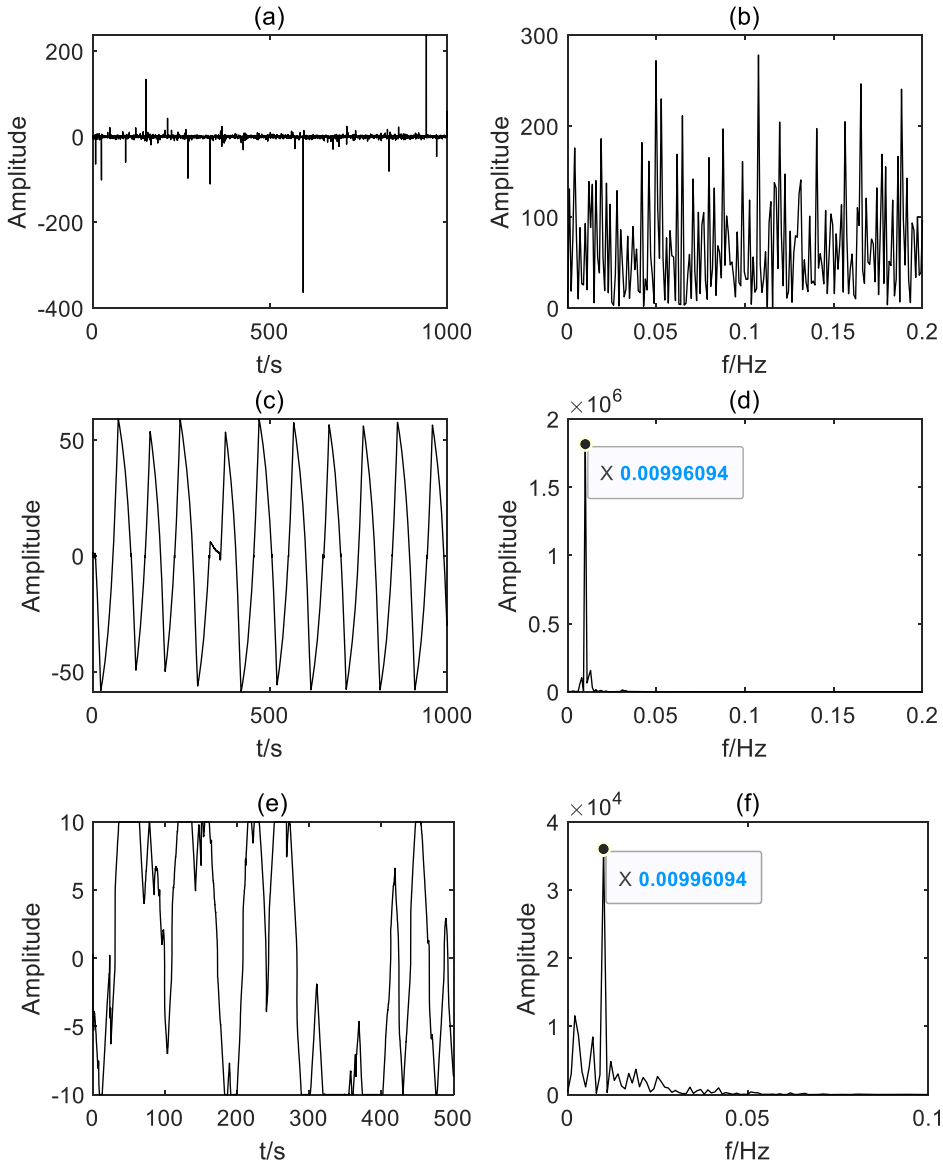 (a)
Amplitude
200
0
-200
-400
0
500
1000
t/s
(b)
Amplitude
300
200
100
0
0
0.05
0.1
0.15
0.2
f/Hz
(c)
Amplitude
50
0
-50
0
500
1000
t/s
(d)
×10⁶
Amplitude
2
1.5
1
0.5
0
X 0.00996094
0
0.05
0.1
0.15
0.2
f/Hz
(e)
Amplitude
10
5
0
-5
-10
0
100
200
300
400
500
t/s
(f)
×10⁴
Amplitude
4
3
2
1
0
X 0.00996094
0
0.05
0.1
f/Hz